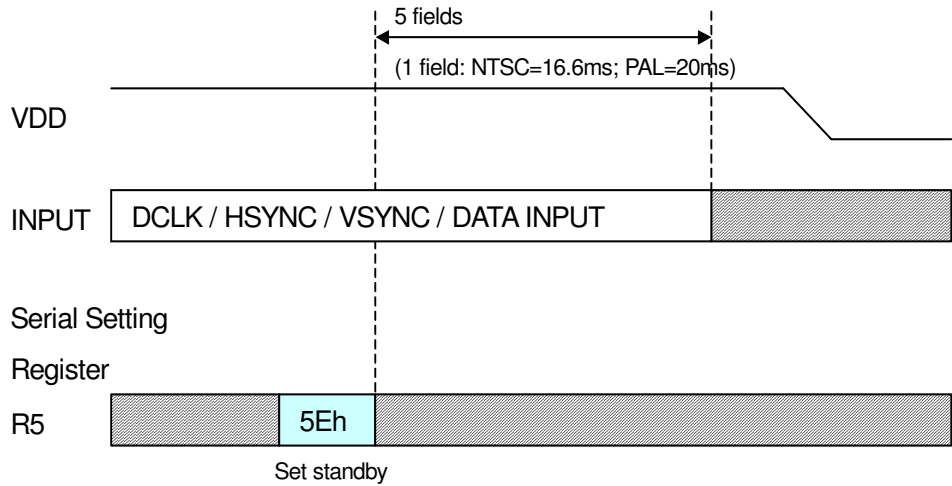 5 fields
(1 field: NTSC=16.6ms; PAL=20ms)
VDD
INPUT
DCLK / HSYNC / VSYNC / DATA INPUT
Serial Setting
Register
R5
5Eh
Set standby